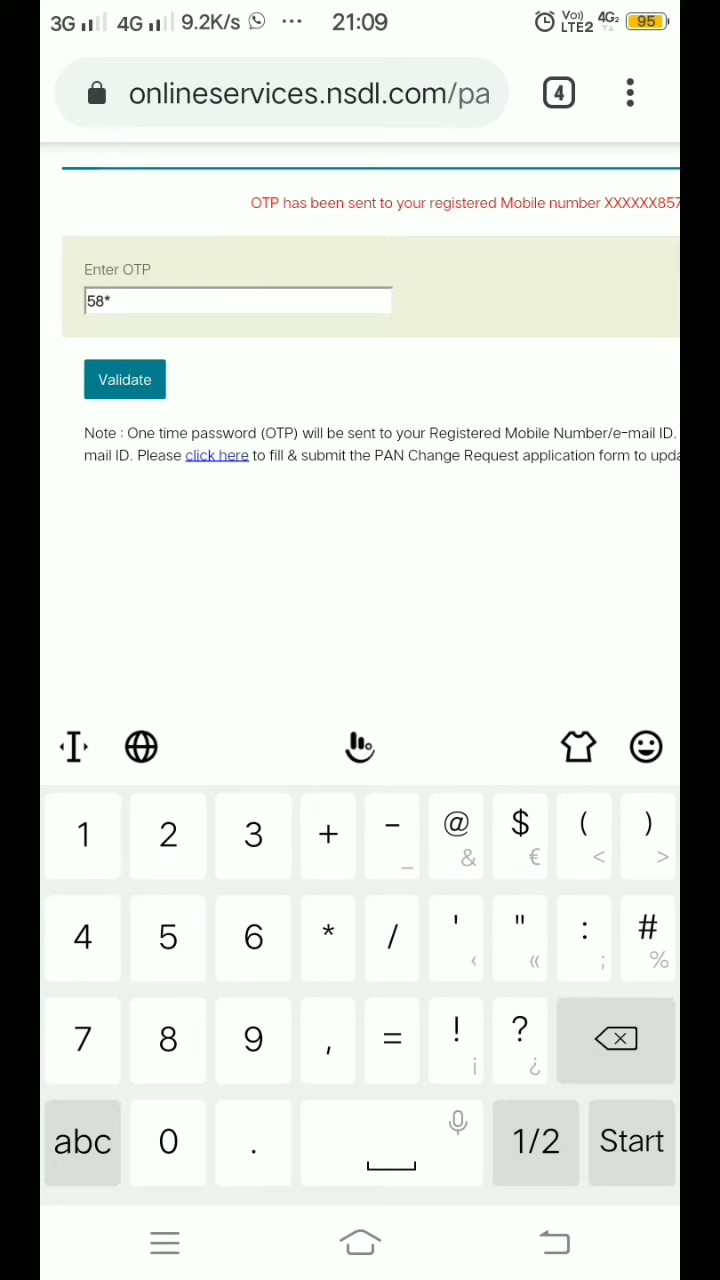 3G 4G 9.2K/s ... 21:09 Vo)) LTE2 4G2 95
onlineservices.nsdl.com/pa 4
OTP has been sent to your registered Mobile number XXXXXX857
Enter OTP
58*
Validate
Note : One time password (OTP) will be sent to your Registered Mobile Number/e-mail ID.
mail ID. Please click here to fill & submit the PAN Change Request application form to upda
1 2 3 + - _ @ & $ € ( < ) >
4 5 6 * / ' ‹ " « : ; # %
7 8 9 , = ! ¡ ? ¿
abc 0 . 1/2 Start